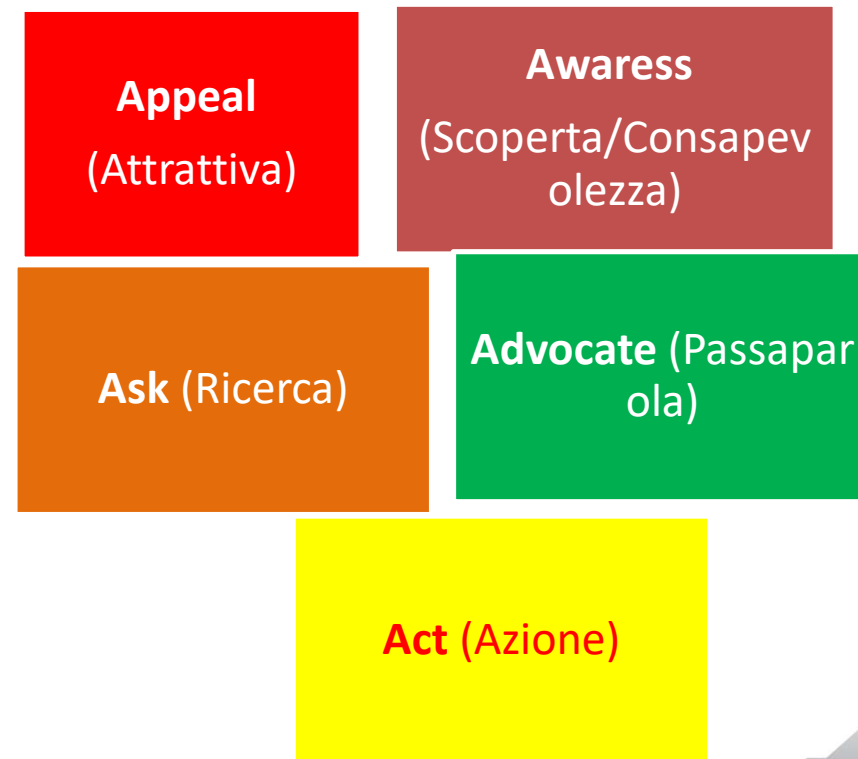 Appeal
(Attrattiva)
Awaress
(Scoperta/Consapev
olezza)
Ask (Ricerca)
Advocate (Passapar
ola)
Act (Azione)